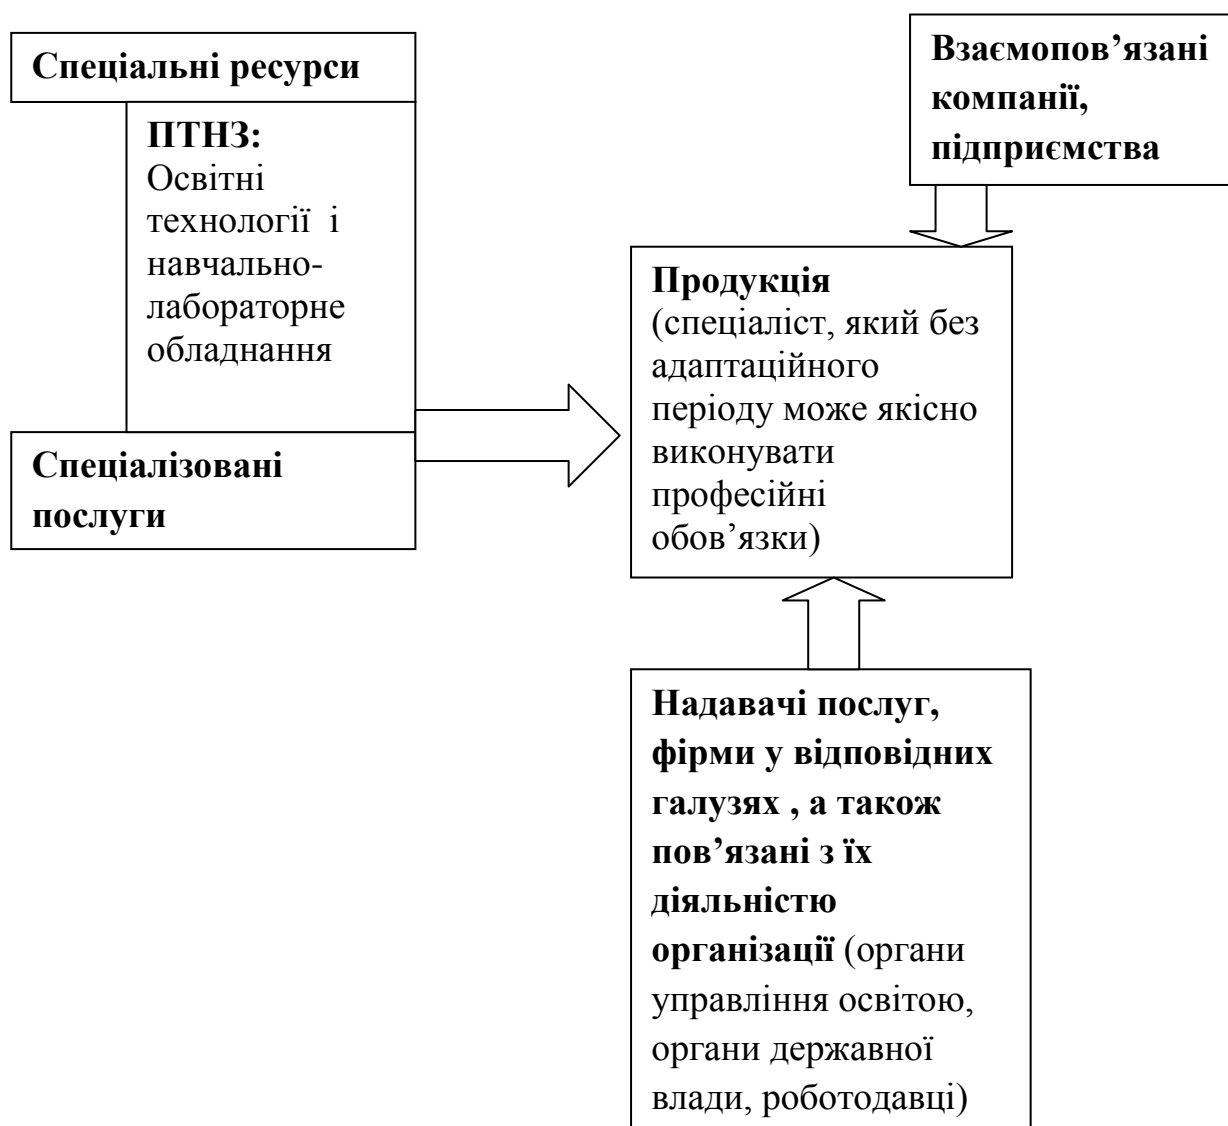 Спеціальні ресурси
ПТНЗ:
Освітні
технології і
навчально-
лабораторне
обладнання
Спеціалізовані
послуги
Взаємопов’язані
компанії,
підприємства
Продукція
(спеціаліст, який без
адаптаційного
періоду може якісно
виконувати
професійні
обов’язки)
Надавачі послуг,
фірми у відповідних
галузях , а також
пов’язані з їх
діяльністю
організації (органи
управління освітою,
органи державної
влади, роботодавці)